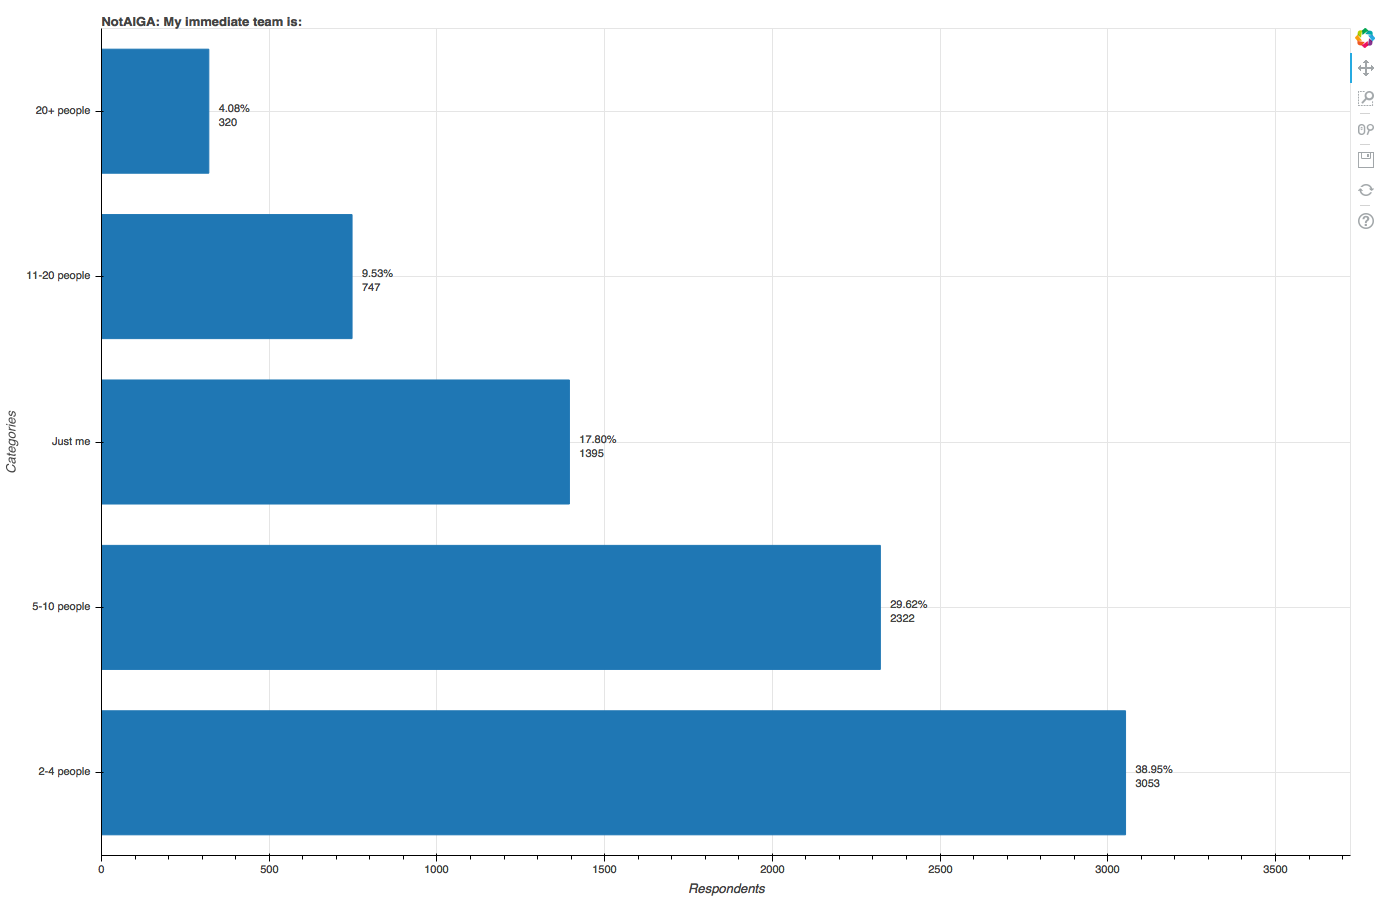 NotAIGA: My immediate team is:
20+ people
4.08%
320
11-20 people
9.53%
747
Just me
17.80%
1395
5-10 people
29.62%
2322
2-4 people
38.95%
3053
Categories
0 500 1000 1500 2000 2500 3000 3500
Respondents